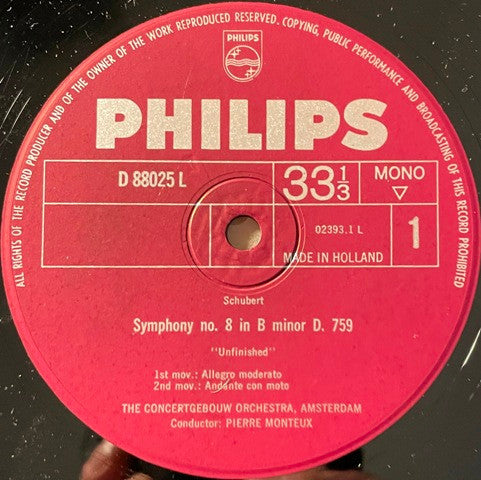 ALL RIGHTS OF THE RECORD PRODUCER AND OF THE OWNER OF THE WORK REPRODUCED RESERVED. COPYING, PUBLIC PERFORMANCE AND BROADCASTING OF THIS RECORD PROHIBITED
PHILIPS
PHILIPS
D 88025 L
33 1/3
MONO
▽
02393.1 L
1
MADE IN HOLLAND
Schubert
Symphony no. 8 in B minor D. 759
"Unfinished"
1st mov.: Allegro moderato
2nd mov.: Andante con moto
THE CONCERTGEBOUW ORCHESTRA, AMSTERDAM
Conductor: PIERRE MONTEUX